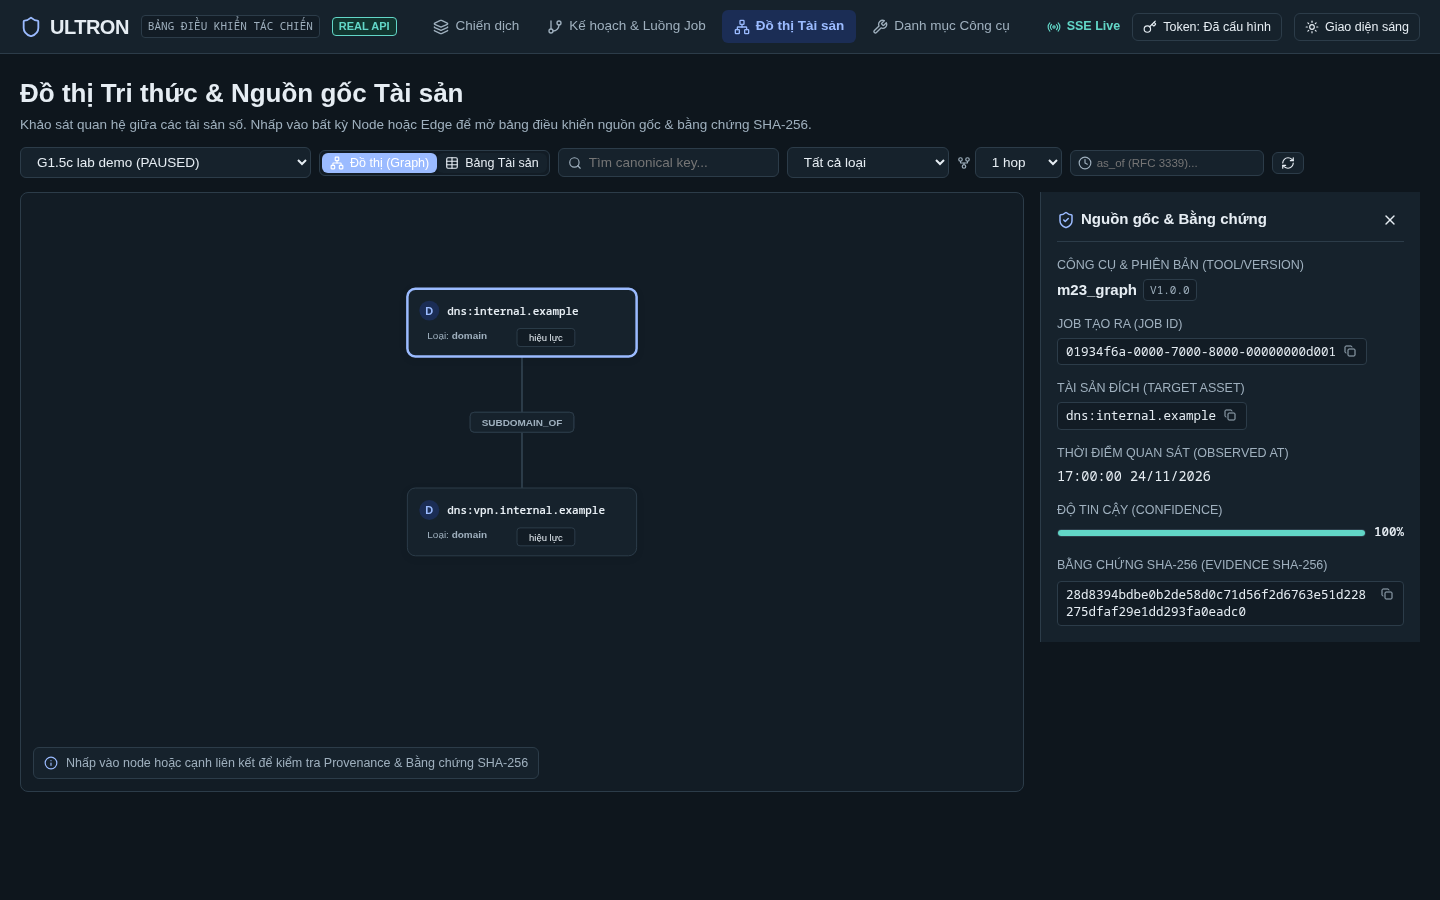 ULTRON BẢNG ĐIỀU KHIỂN TÁC CHIẾN REAL API Chiến dịch Kế hoạch & Luồng Job Đồ thị Tài sản Danh mục Công cụ SSE Live Token: Đã cấu hình Giao diện sáng
Đồ thị Tri thức & Nguồn gốc Tài sản
Khảo sát quan hệ giữa các tài sản số. Nhấp vào bất kỳ Node hoặc Edge để mở bảng điều khiển nguồn gốc & bằng chứng SHA-256.
G1.5c lab demo (PAUSED) Đồ thị (Graph) Bảng Tài sản Tìm canonical key... Tất cả loại 1 hop as_of (RFC 3339)...
D dns:internal.example
Loại: domain hiệu lực
SUBDOMAIN_OF
D dns:vpn.internal.example
Loại: domain hiệu lực
Nhấp vào node hoặc cạnh liên kết để kiểm tra Provenance & Bằng chứng SHA-256
Nguồn gốc & Bằng chứng
CÔNG CỤ & PHIÊN BẢN (TOOL/VERSION)
m23_graph V1.0.0
JOB TẠO RA (JOB ID)
01934f6a-0000-7000-8000-00000000d001
TÀI SẢN ĐÍCH (TARGET ASSET)
dns:internal.example
THỜI ĐIỂM QUAN SÁT (OBSERVED AT)
17:00:00 24/11/2026
ĐỘ TIN CẬY (CONFIDENCE)
100%
BẰNG CHỨNG SHA-256 (EVIDENCE SHA-256)
28d8394bdbe0b2de58d0c71d56f2d6763e51d228
275dfaf29e1dd293fa0eadc0